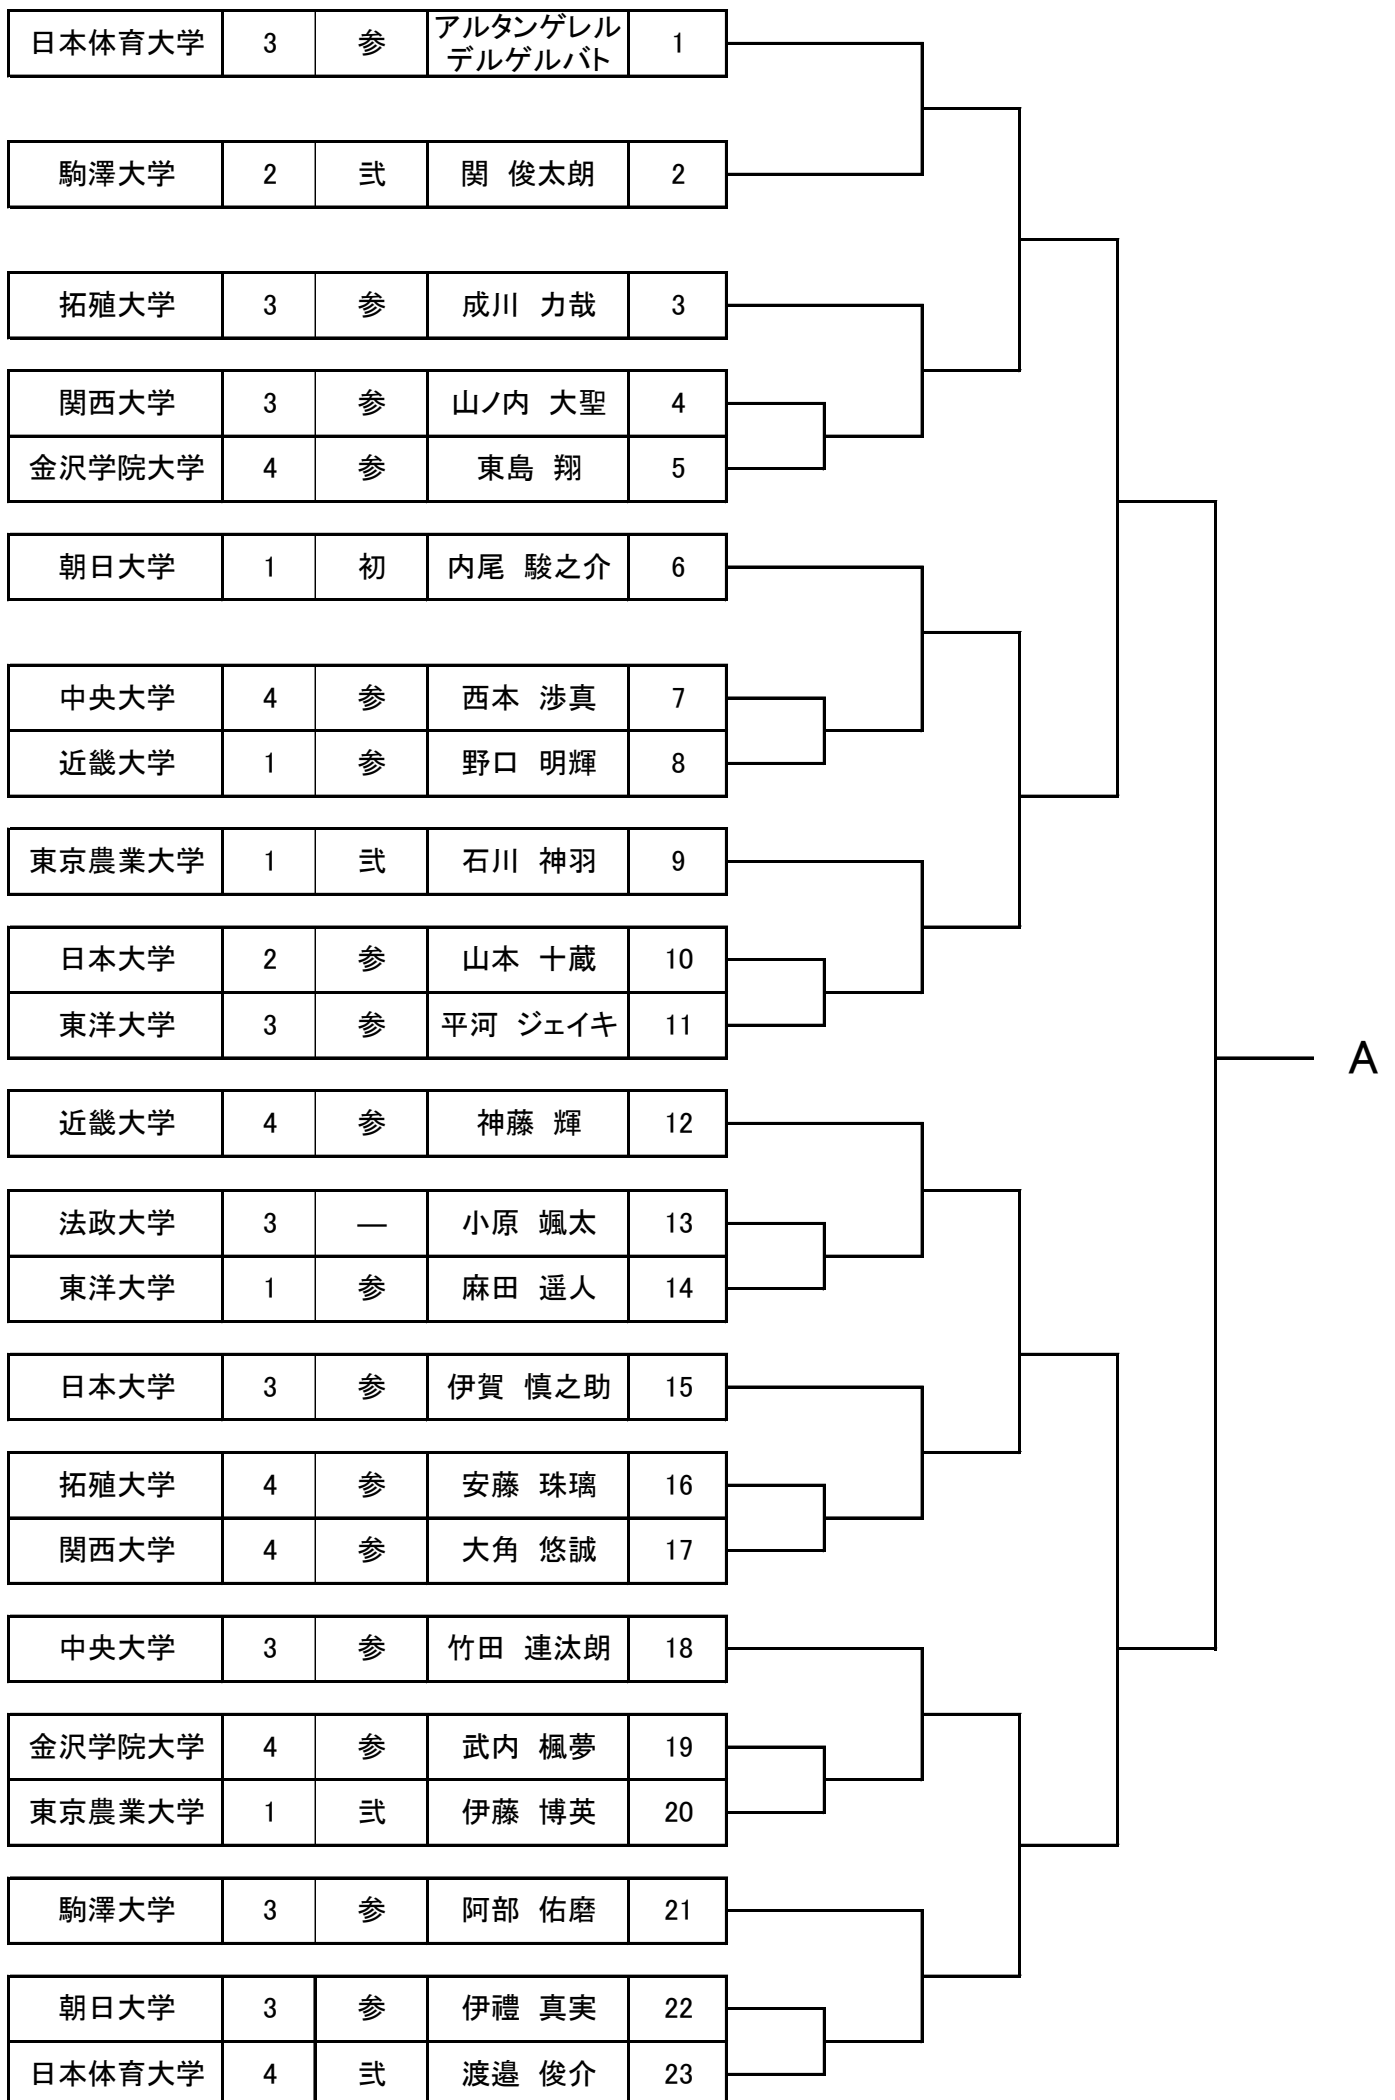 日本体育大学 3 参 アルタンゲレル デルゲルバト 1
駒澤大学 2 弐 関 俊太朗 2
拓殖大学 3 参 成川 力哉 3
関西大学 3 参 山ノ内 大聖 4
金沢学院大学 4 参 東島 翔 5
朝日大学 1 初 内尾 駿之介 6
中央大学 4 参 西本 渉真 7
近畿大学 1 参 野口 明輝 8
東京農業大学 1 弐 石川 神羽 9
日本大学 2 参 山本 十蔵 10
東洋大学 3 参 平河 ジェイキ 11
A
近畿大学 4 参 神藤 輝 12
法政大学 3 ― 小原 颯太 13
東洋大学 1 参 麻田 遥人 14
日本大学 3 参 伊賀 慎之助 15
拓殖大学 4 参 安藤 珠璃 16
関西大学 4 参 大角 悠誠 17
中央大学 3 参 竹田 連汰朗 18
金沢学院大学 4 参 武内 楓夢 19
東京農業大学 1 弐 伊藤 博英 20
駒澤大学 3 参 阿部 佑磨 21
朝日大学 3 参 伊禮 真実 22
日本体育大学 4 弐 渡邉 俊介 23